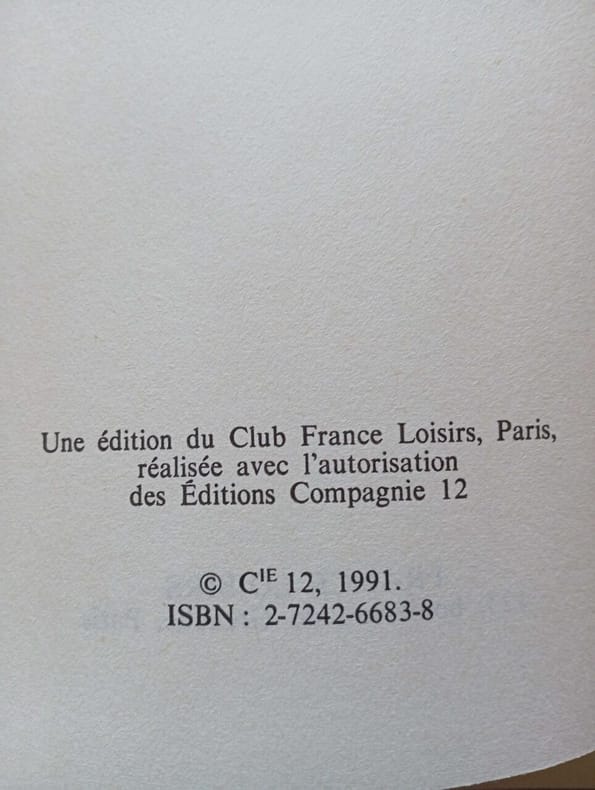 Une édition du Club France Loisirs, Paris,
réalisée avec l'autorisation
des Éditions Compagnie 12
© CIE 12, 1991.
ISBN : 2-7242-6683-8